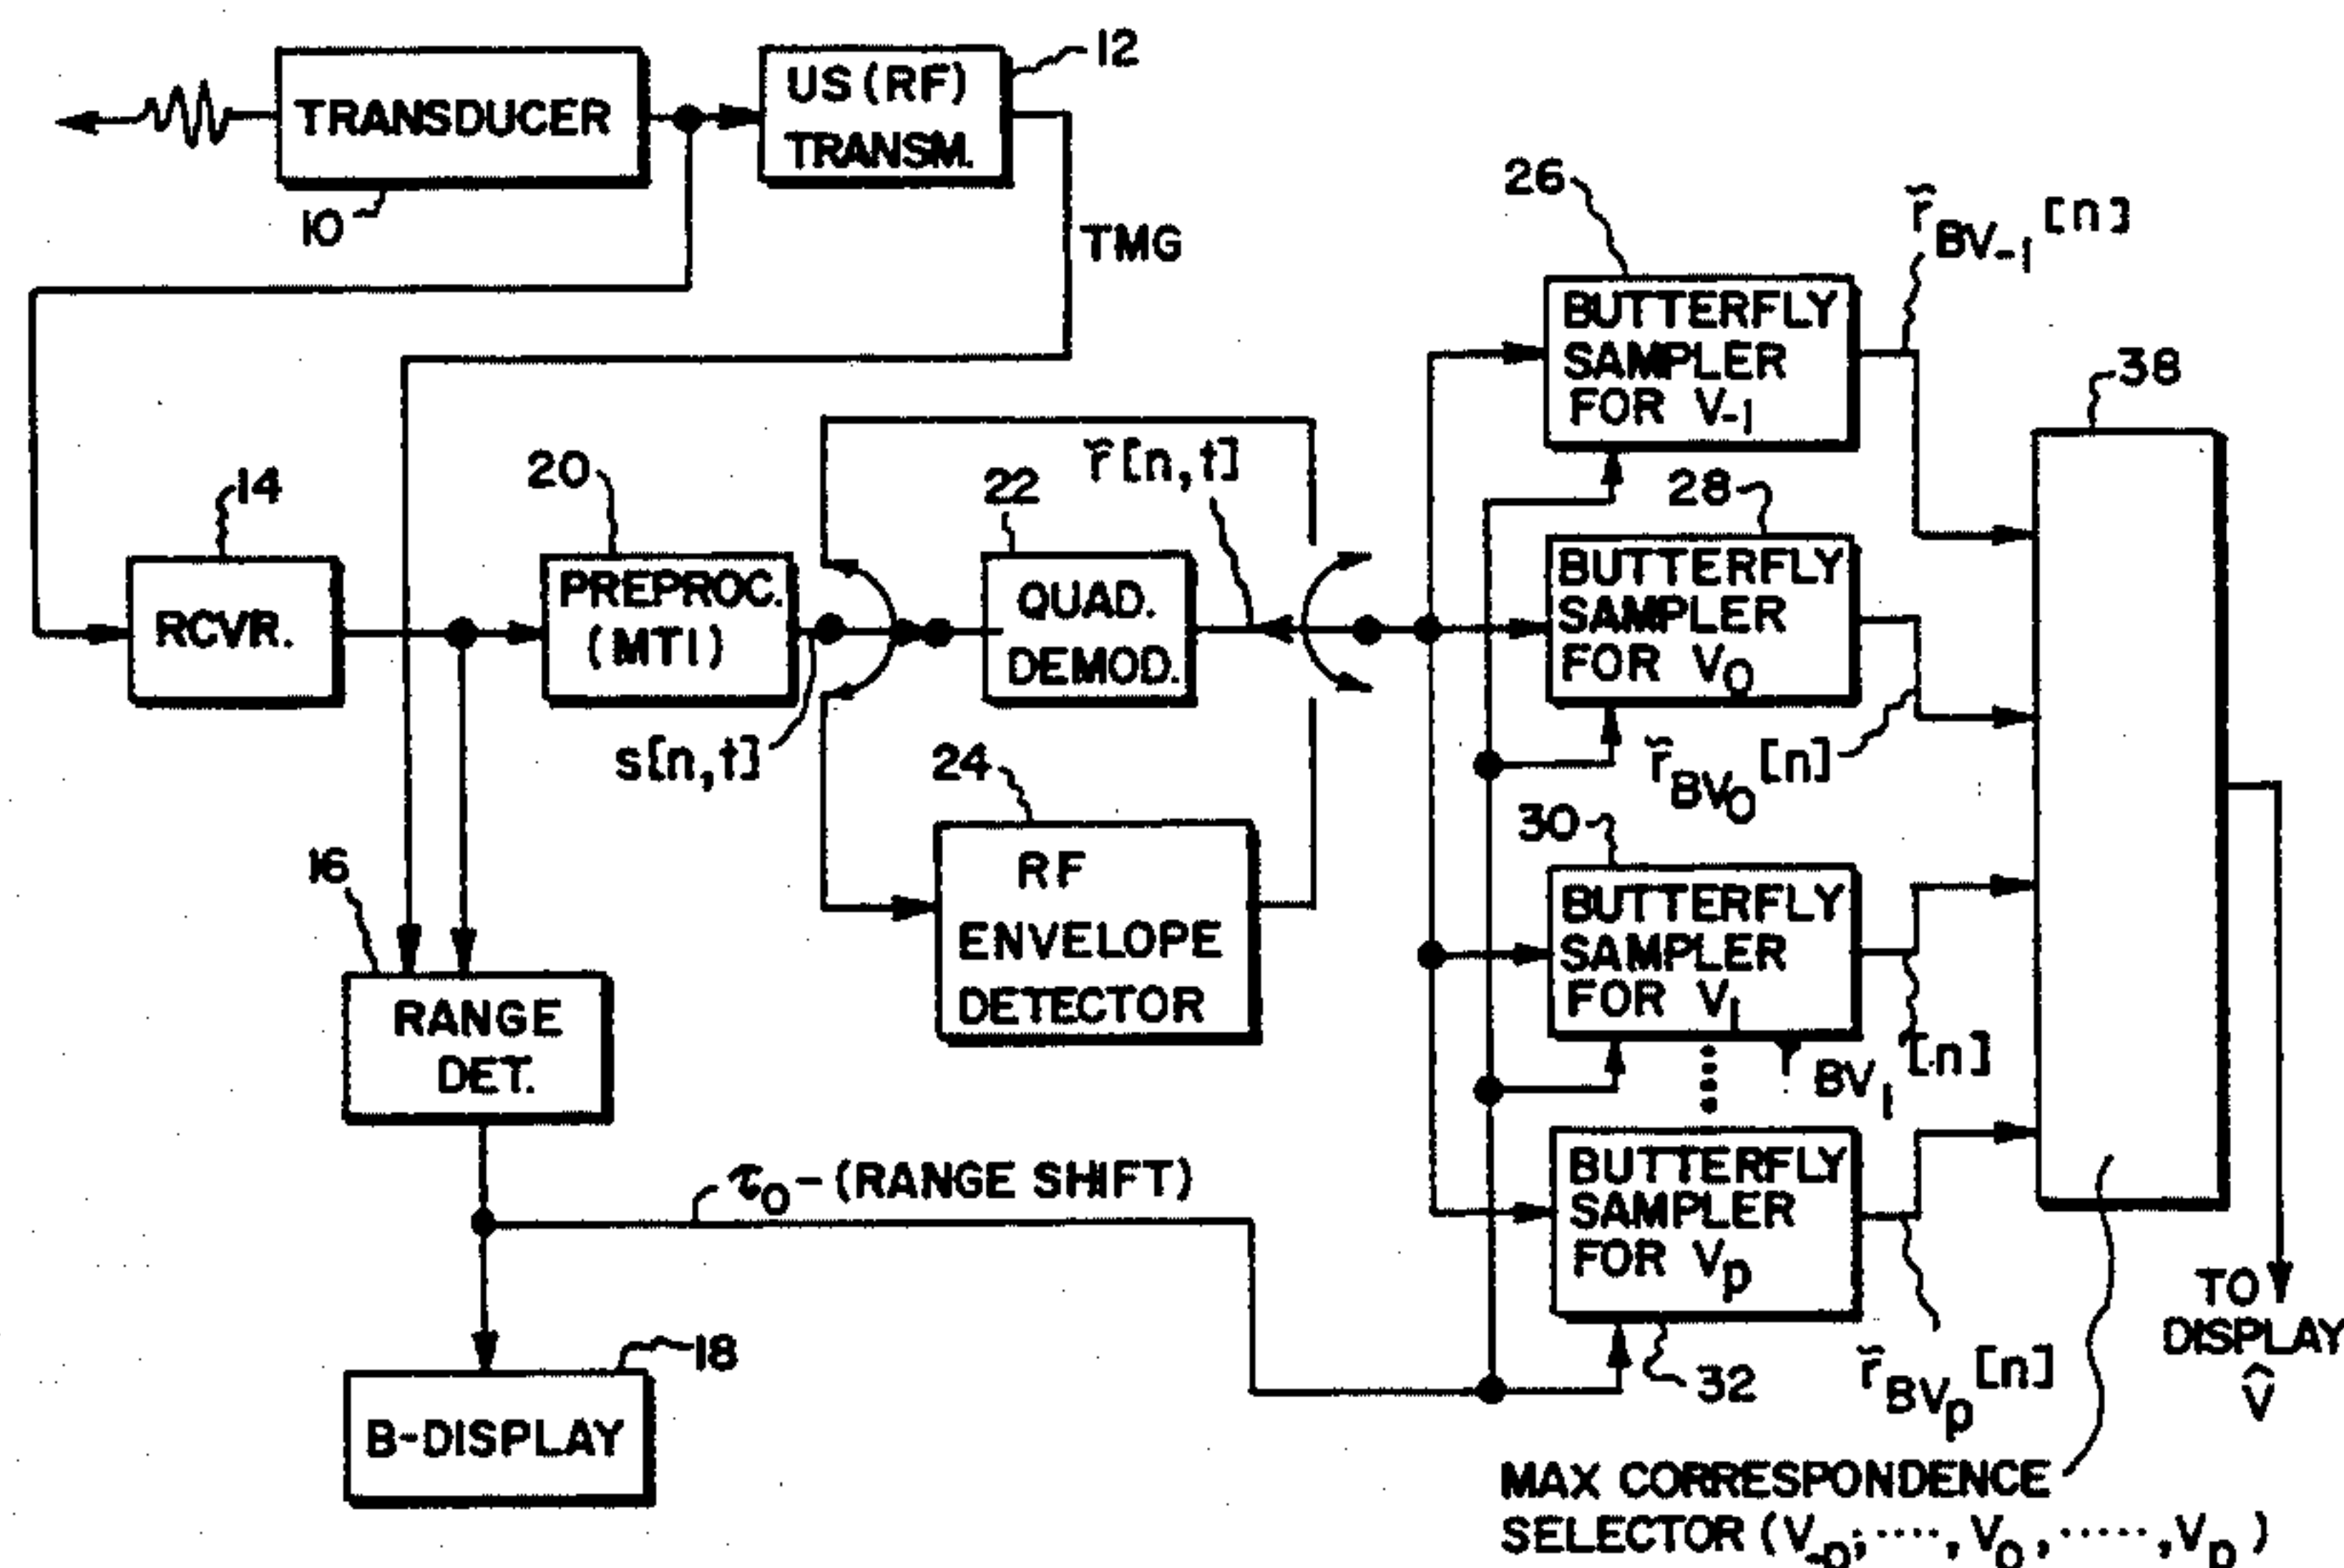 TRANSDUCER
10
US (RF)
TRANSM.
12
TMG
26
BUTTERFLY
SAMPLER
FOR V-1
r̃BV-1[n]
38
14
RCVR.
20
PREPROC.
(MTI)
s[n,t]
22
QUAD.
DEMOD.
r̃[n,t]
28
BUTTERFLY
SAMPLER
FOR V0
r̃BV0[n]
24
RF
ENVELOPE
DETECTOR
30
BUTTERFLY
SAMPLER
FOR V1
BV1[n]
16
RANGE
DET.
τ0-(RANGE SHIFT)
BUTTERFLY
SAMPLER
FOR Vp
32
r̃BVp[n]
18
B-DISPLAY
TO
DISPLAY
V̂
MAX CORRESPONDENCE
SELECTOR (V-p;····,V0,·····,Vp)